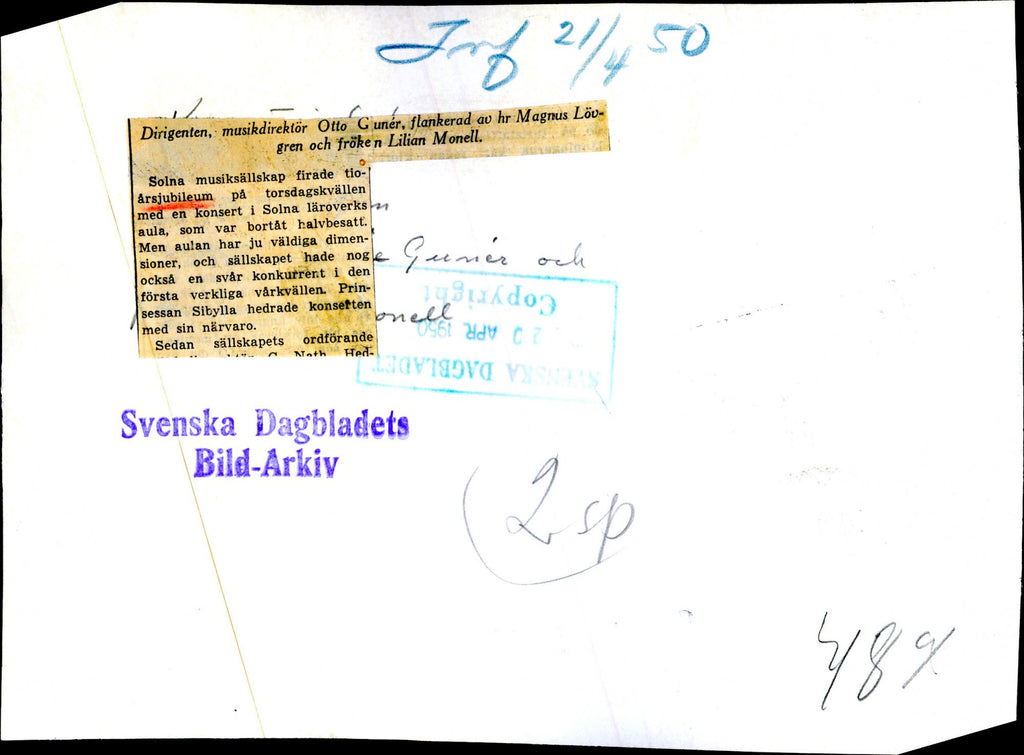 Inf 21/4 50
Dirigenten, musikdirektör Otto Gunér, flankerad av hr Magnus Löv-
gren och fröken Lilian Monell.
Solna musiksällskap firade tio-
årsjubileum på torsdagskvällen
med en konsert i Solna läroverks
aula, som var bortåt halvbesatt.
Men aulan har ju väldiga dimen-
sioner, och sällskapet hade nog
också en svår konkurrent i den
första verkliga vårkvällen. Prin-
sessan Sibylla hedrade konserten
med sin närvaro.
Sedan sällskapets ordförande
G. Nath. Hed-
Gunér och
onell
Copyright
20 APR. 1950
SVENSKA DAGBLADET
Svenska Dagbladets
Bild-Arkiv
2 sp